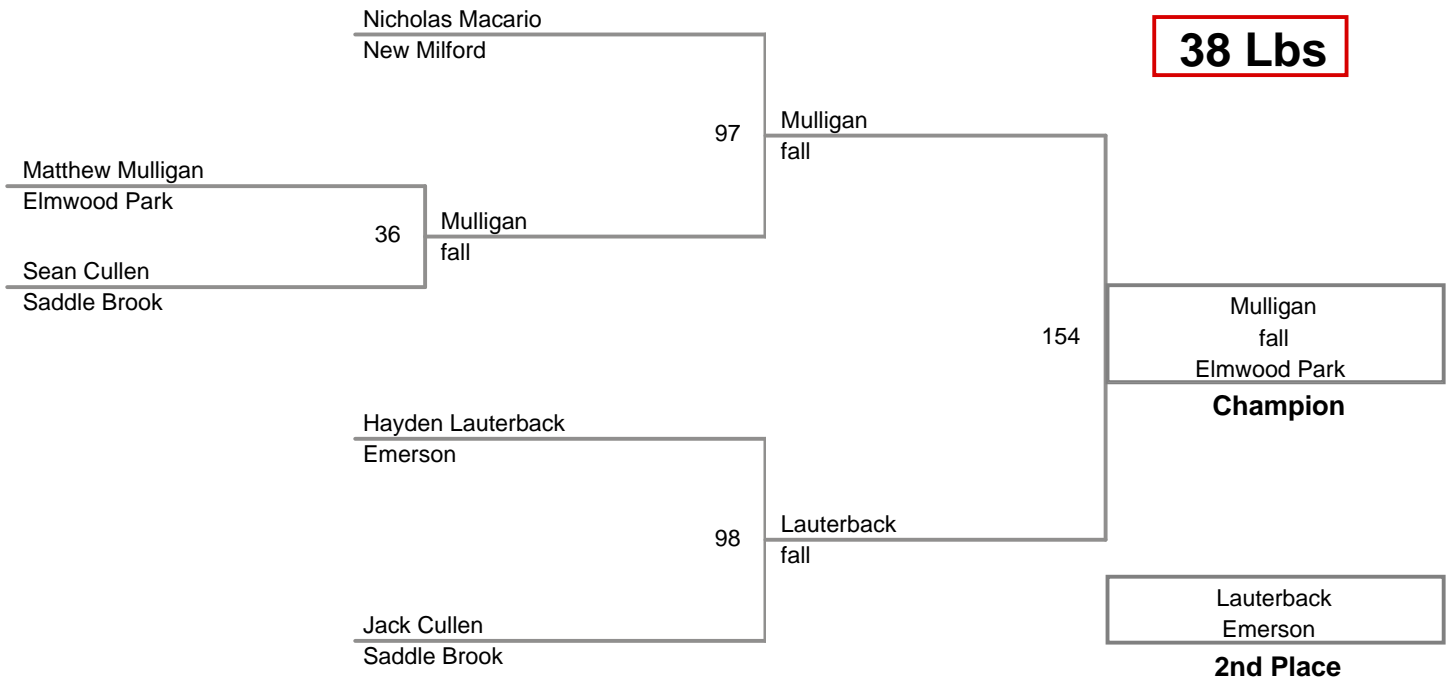 Nicholas Macario
New Milford
38 Lbs
97
Mulligan
fall
Matthew Mulligan
Elmwood Park
36
Mulligan
fall
Sean Cullen
Saddle Brook
154
Mulligan
fall
Elmwood Park
Champion
Hayden Lauterback
Emerson
98
Lauterback
fall
Jack Cullen
Saddle Brook
Lauterback
Emerson
2nd Place